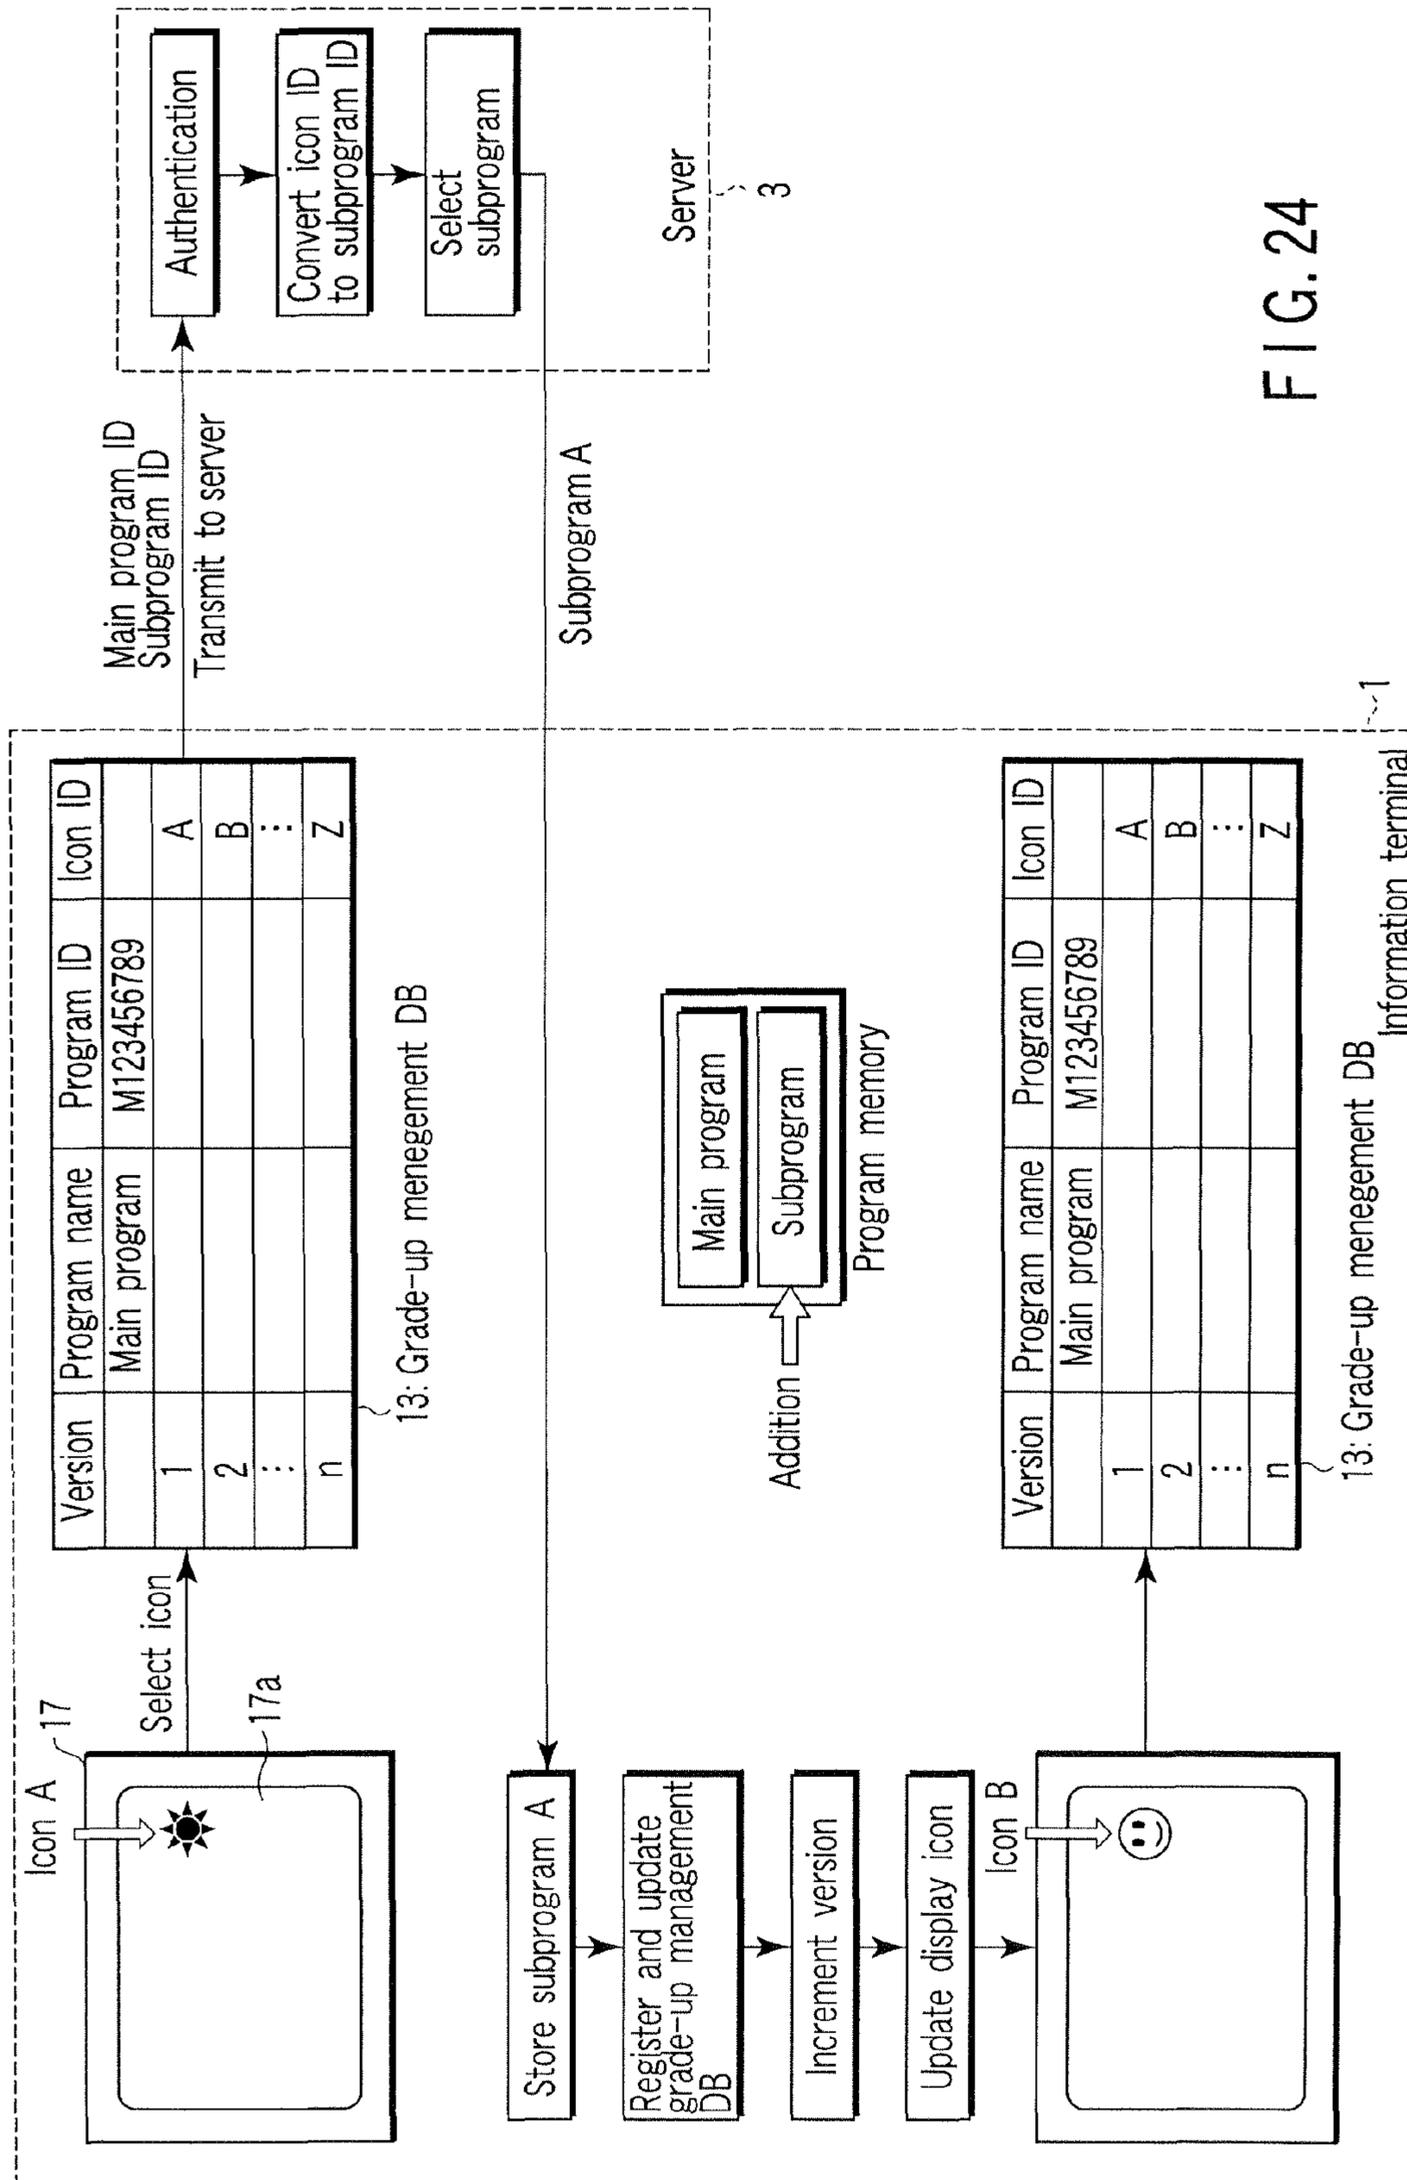 Icon A
17
Select icon
17a
Version Program name Program ID Icon ID
Main program M123456789
1 A
2 B
⋮ ⋮
n Z
13: Grade-up menegement DB
Main program ID
Subprogram ID
Transmit to server
Authentication
Convert icon ID
to subprogram ID
Select
subprogram
Server
3
Subprogram A
Store subprogram A
Register and update
grade-up management
DB
Increment version
Update display icon
Addition
Main program
Subprogram
Program memory
Icon B
Version Program name Program ID Icon ID
Main program M123456789
1 A
2 B
⋮ ⋮
n Z
13: Grade-up menegement DB
Information terminal
1
FIG. 24